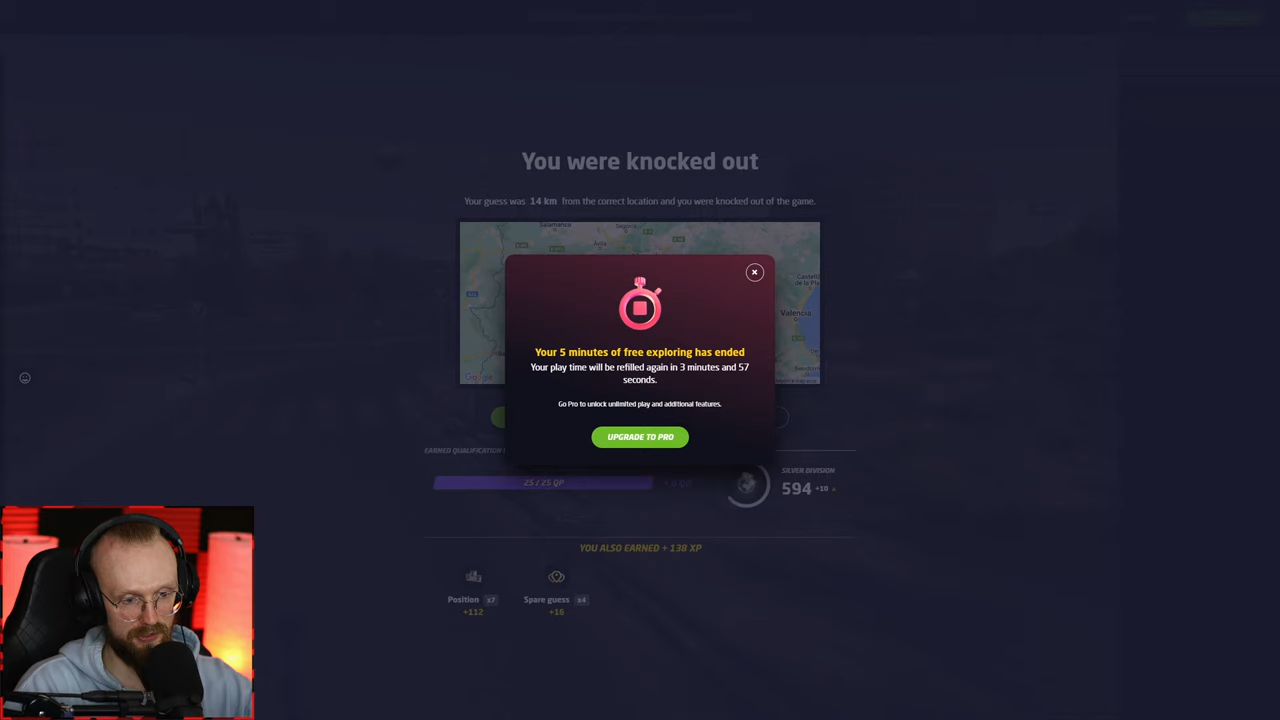 You were knocked out
Your guess was 14 km from the correct location and you were knocked out of the game.
Salamanca
Ávila
Castelló
de la Pla
Valencia
Google
Your 5 minutes of free exploring has ended
Your play time will be refilled again in 3 minutes and 57
seconds.
Go Pro to unlock unlimited play and additional features.
UPGRADE TO PRO
EARNED QUALIFICATION
25 / 25 QP
SILVER DIVISION
594 +10
YOU ALSO EARNED + 138 XP
Position x7
+112
Spare guess x4
+16